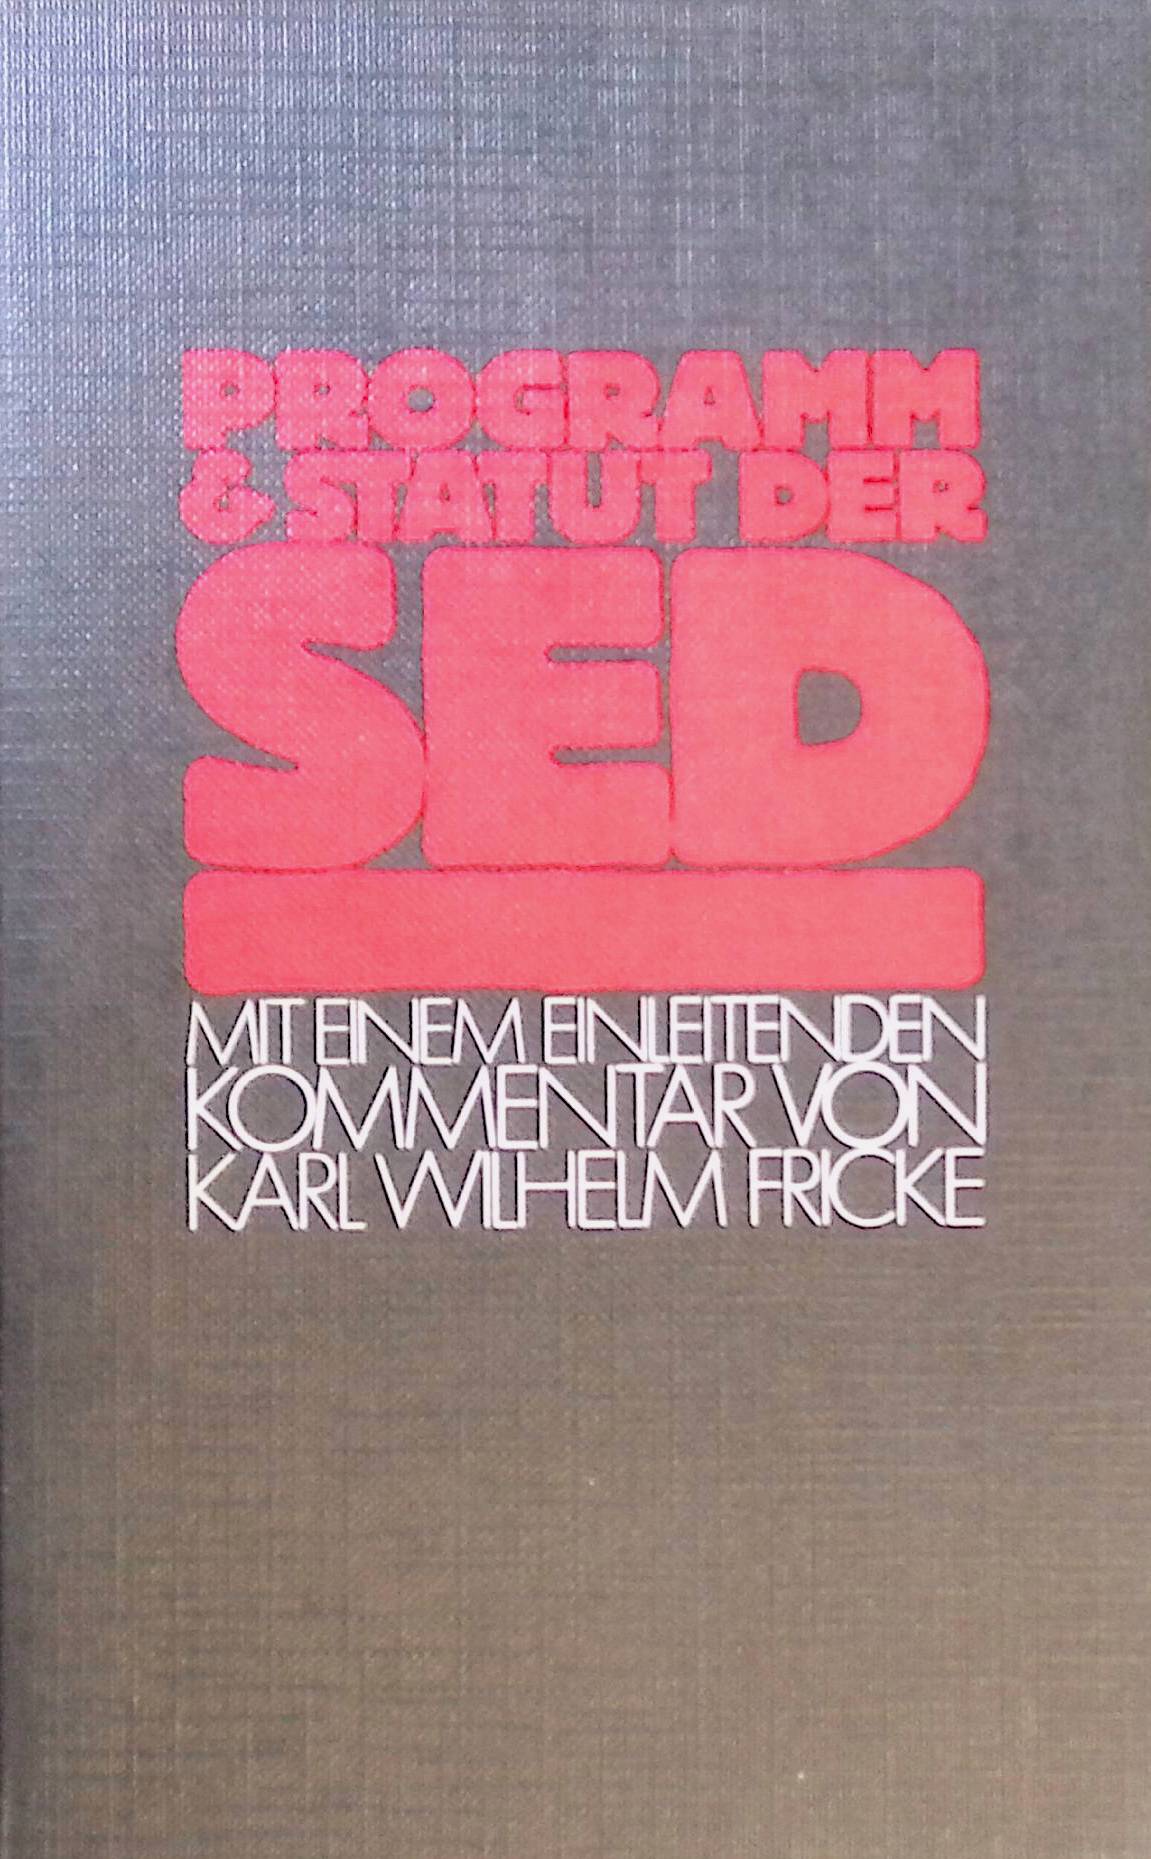 PROGRAMM
& STATUT DER
SED
MIT EINEM EINLEITENDEN
KOMMENTAR VON
KARL WILHELM FRICKE